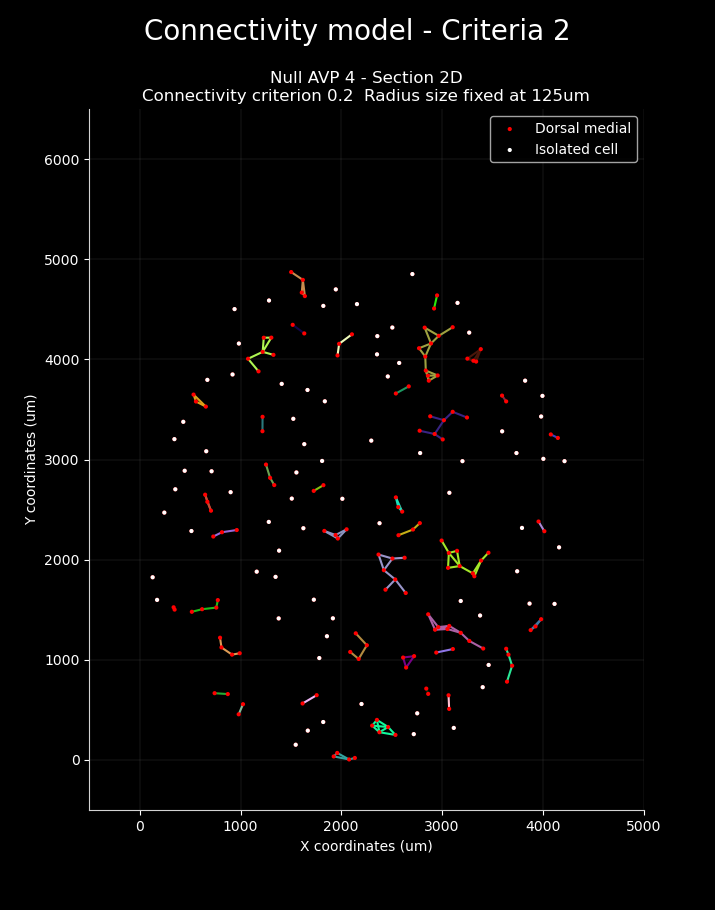 Connectivity model - Criteria 2
Null AVP 4 - Section 2D
Connectivity criterion 0.2  Radius size fixed at 125um
Dorsal medial
Isolated cell
6000
5000
4000
3000
2000
1000
0
Y coordinates (um)
0 1000 2000 3000 4000 5000
X coordinates (um)